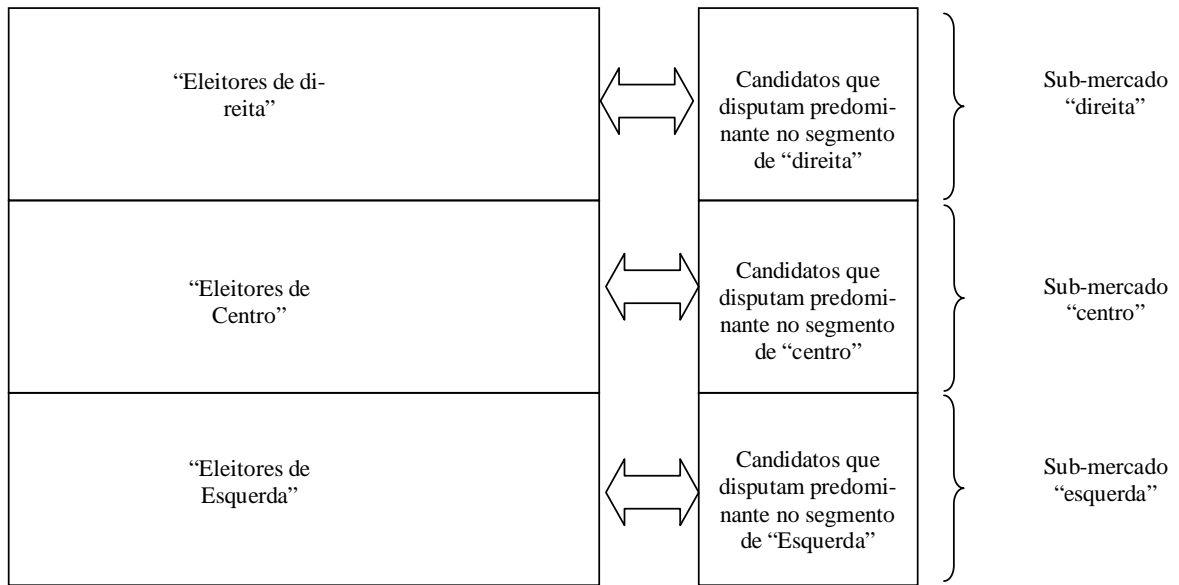 “Eleitores de di-
reita”
Candidatos que
disputam predomi-
nante no segmento
de “direita”
Sub-mercado
“direita”
“Eleitores de
Centro”
Candidatos que
disputam predomi-
nante no segmento
de “centro”
Sub-mercado
“centro”
“Eleitores de
Esquerda”
Candidatos que
disputam predomi-
nante no segmento
de “Esquerda”
Sub-mercado
“esquerda”